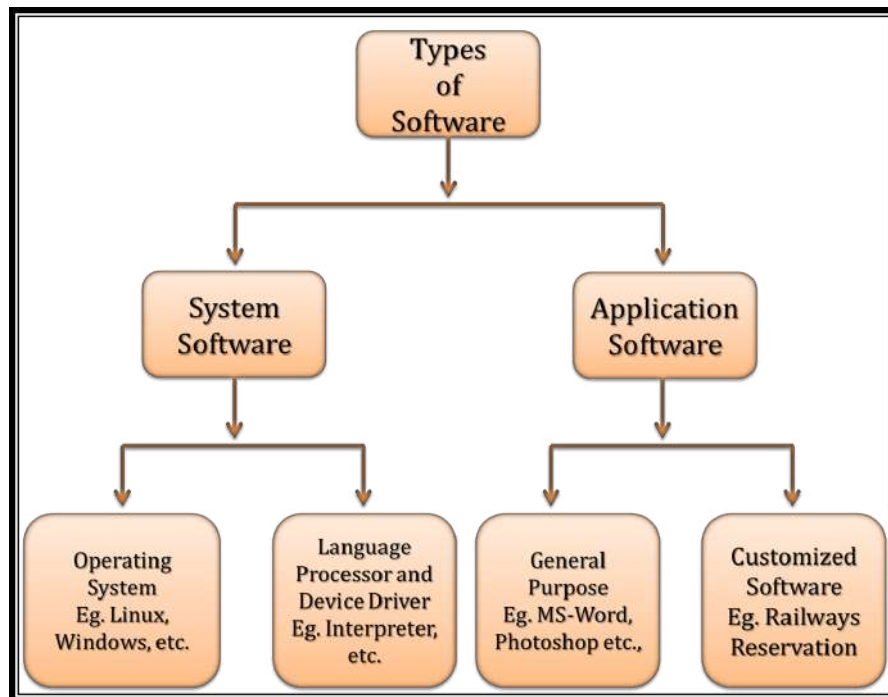 Types
of
Software
System
Software
Application
Software
Operating
System
Eg. Linux,
Windows, etc.
Language
Processor and
Device Driver
Eg. Interpreter,
etc.
General
Purpose
Eg. MS-Word,
Photoshop etc.,
Customized
Software
Eg. Railways
Reservation